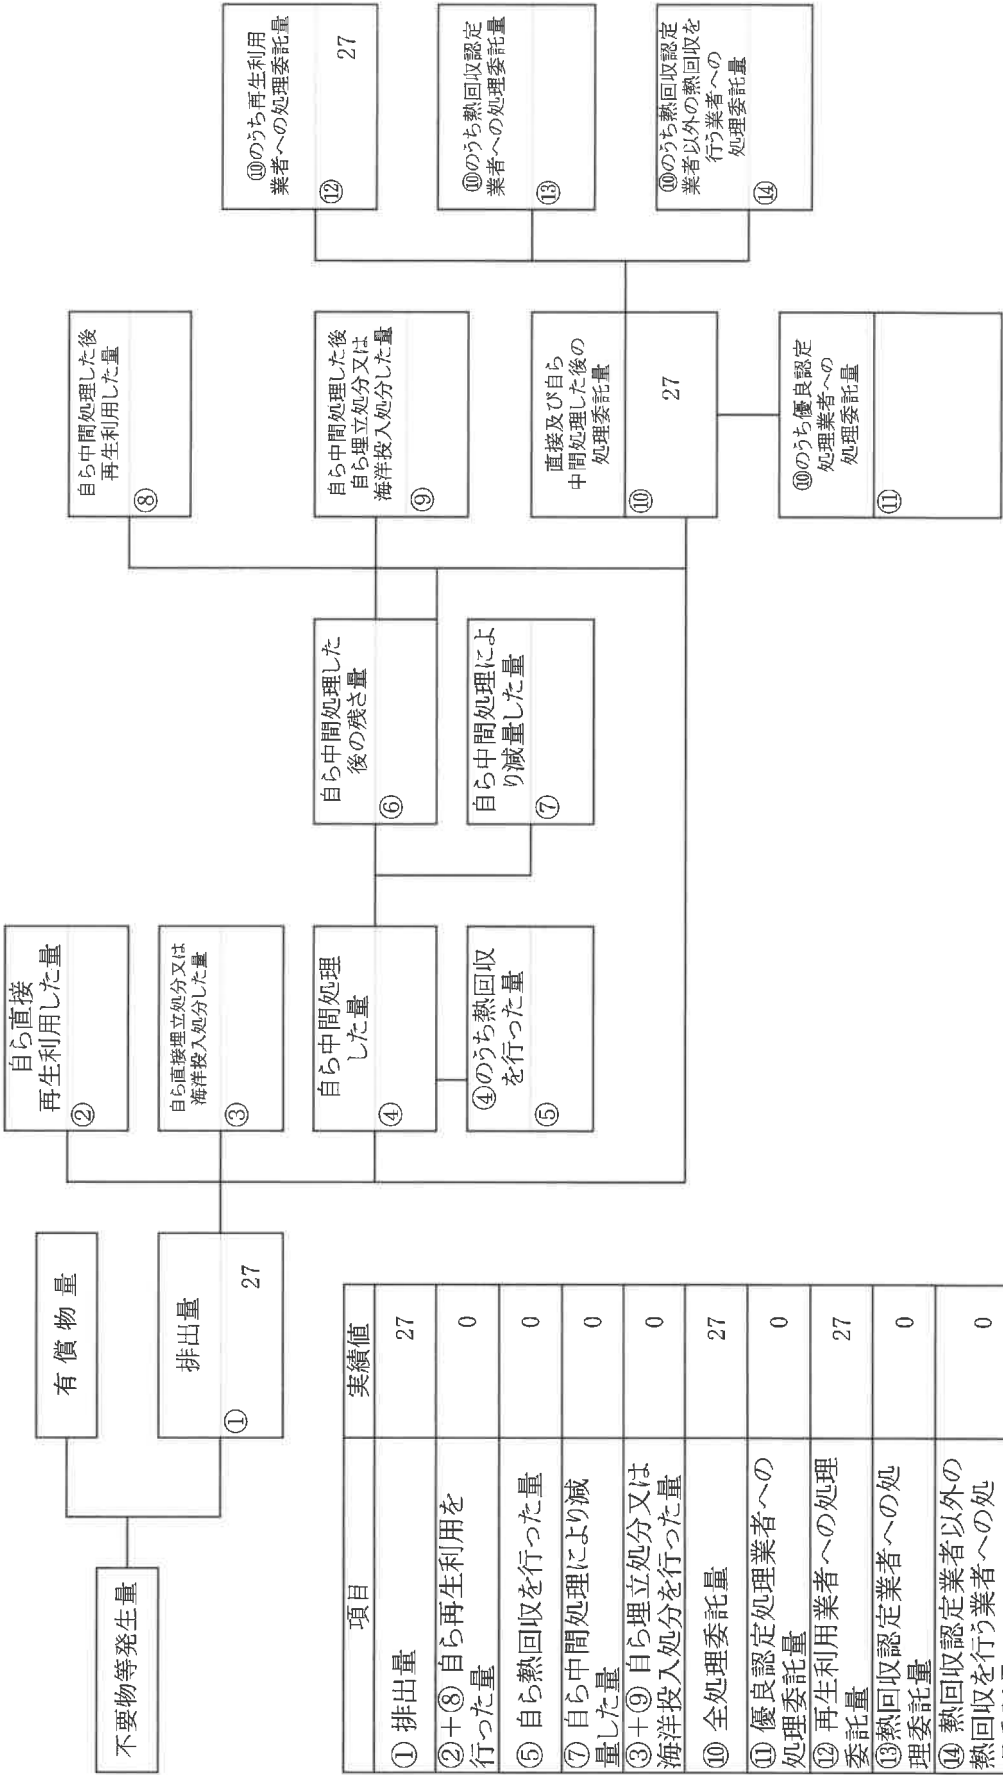 不要物等発生量
有償物量
排出量
①
27
自ら直接
再生利用した量
②
自ら直接埋立処分又は
海洋投入処分した量
③
自ら中間処理
した量
④
④のうち熱回収
を行った量
⑤
自ら中間処理した
後の残さ量
⑥
自ら中間処理によ
り減量した量
⑦
自ら中間処理した後
再生利用した量
⑧
自ら中間処理した後
自ら埋立処分又は
海洋投入処分した量
⑨
直接及び自ら
中間処理した後の
処理委託量
⑩
27
⑩のうち優良認定
処理業者への
処理委託量
⑪
⑩のうち再生利用
業者への処理委託量
⑫
27
⑩のうち熱回収認定
業者への処理委託量
⑬
⑩のうち熱回収認定
業者以外の熱回収を
行う業者への
処理委託量
⑭
項目 実績値
① 排出量 27
②+⑧ 自ら再生利用を
行った量 0
⑤ 自ら熱回収を行った量 0
⑦ 自ら中間処理により減
量した量 0
③+⑨ 自ら埋立処分又は
海洋投入処分を行った量 0
⑩ 全処理委託量 27
⑪ 優良認定処理業者への
処理委託量 0
⑫ 再生利用業者への処理
委託量 27
⑬熱回収認定業者への処
理委託量 0
⑭ 熱回収認定業者以外の
熱回収を行う業者への処 0